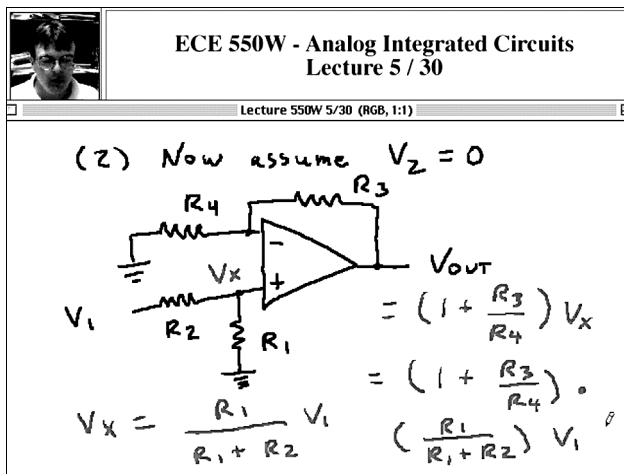 ECE 550W - Analog Integrated Circuits
Lecture 5 / 30
Lecture 550W 5/30 (RGB, 1:1)
(2) Now assume V₂ = 0
R3
R4
-
Vx
+
VOUT
V₁
R2
R1
= (1 + R3/R4) Vx
= (1 + R3/R4) •
Vx = R1/(R1 + R2) V₁
(R1/(R1 + R2)) V₁